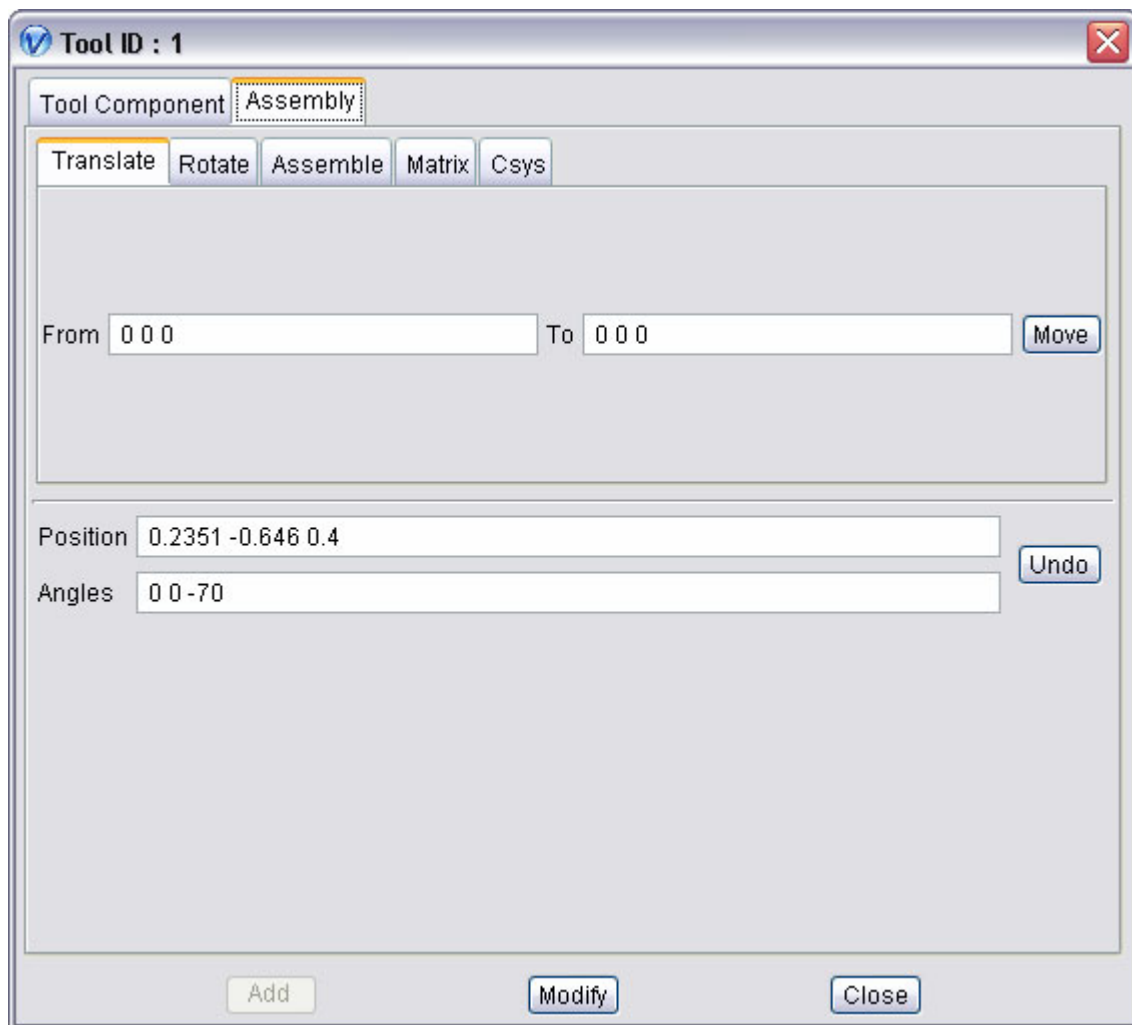 Tool ID : 1
Tool Component Assembly
Translate Rotate Assemble Matrix Csys
From 0 0 0 To 0 0 0 Move
Position 0.2351 -0.646 0.4
Undo
Angles 0 0 -70
Add Modify Close